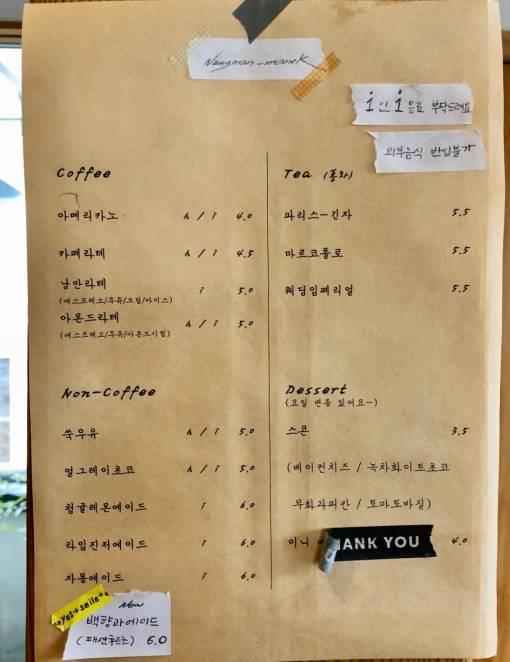 Nangman-manok
1인 1음료 부탁드려요
외부음식 반입불가
Coffee
아메리카노 h / i 4.0
카페라테 h / i 4.5
낭만라테 i 5.0
(에스프레소/우유/크림/아이스)
아몬드라테 h / i 5.0
(에스프레소/우유/아몬드시럽)
Non-Coffee
쑥우유 h / i 5.0
얼그레이초코 h / i 5.0
청귤레몬에이드 i 6.0
라임진저에이드 i 6.0
자몽에이드 i 6.0
*yes*smile*
New
백향과에이드
(패션후르츠) 6.0
Tea (홍차)
파리스-긴자 5.5
마르코폴로 5.5
웨딩임페리얼 5.5
Dessert
(요일 변동 있어요~)
스콘 3.5
(베이컨치즈 / 녹차화이트초코
무화과피칸 / 토마토바질)
미니 4.0
ANK YOU